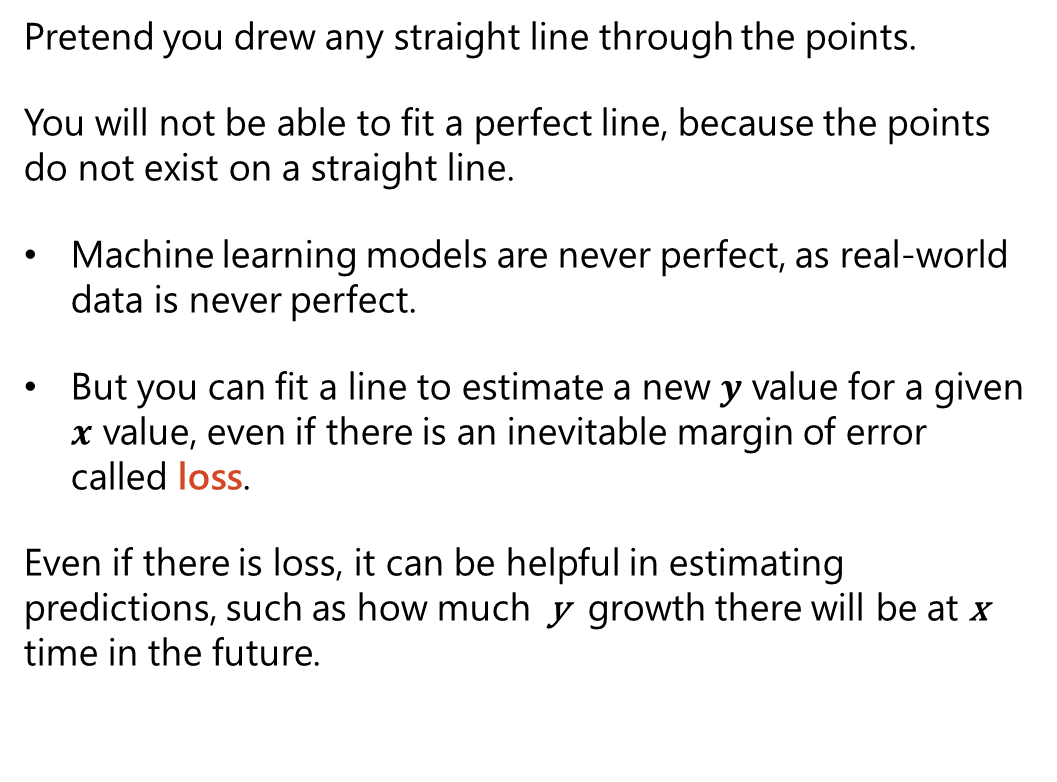 Pretend you drew any straight line through the points.
You will not be able to fit a perfect line, because the points
do not exist on a straight line.
• Machine learning models are never perfect, as real-world
data is never perfect.
• But you can fit a line to estimate a new y value for a given
x value, even if there is an inevitable margin of error
called loss.
Even if there is loss, it can be helpful in estimating
predictions, such as how much y growth there will be at x
time in the future.